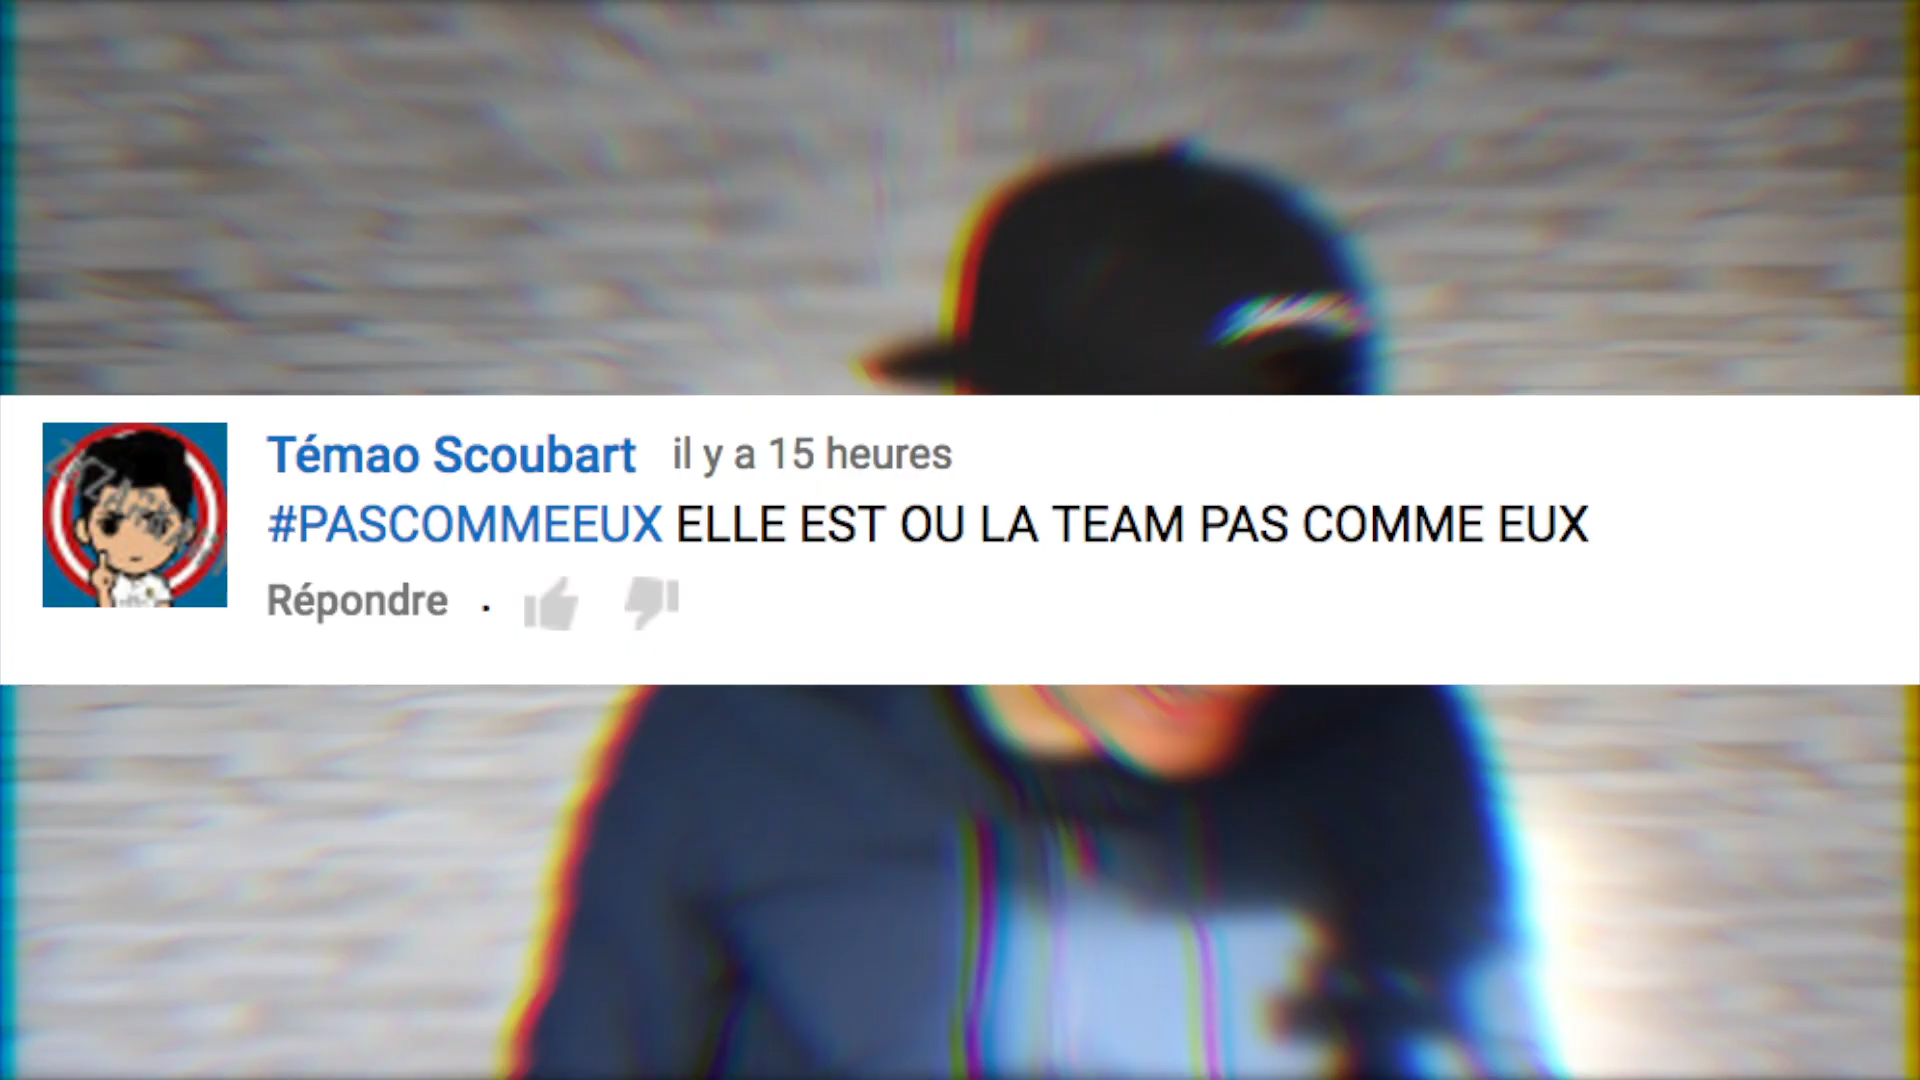 Témao Scoubart il y a 15 heures
#PASCOMMEEUX ELLE EST OU LA TEAM PAS COMME EUX
Répondre .